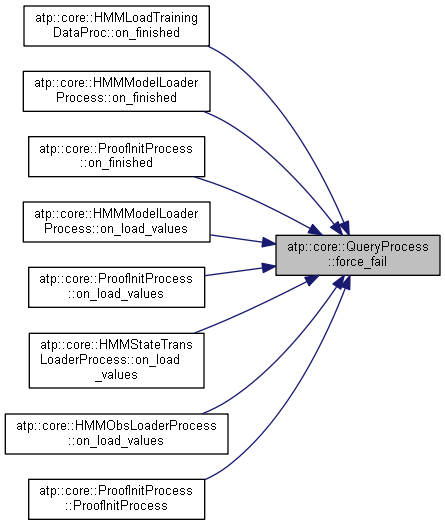 atp::core::HMMLoadTraining
DataProc::on_finished
atp::core::HMMModelLoader
Process::on_finished
atp::core::ProofInitProcess
::on_finished
atp::core::HMMModelLoader
Process::on_load_values
atp::core::QueryProcess
::force_fail
atp::core::ProofInitProcess
::on_load_values
atp::core::HMMStateTrans
LoaderProcess::on_load
_values
atp::core::HMMObsLoaderProcess
::on_load_values
atp::core::ProofInitProcess
::ProofInitProcess